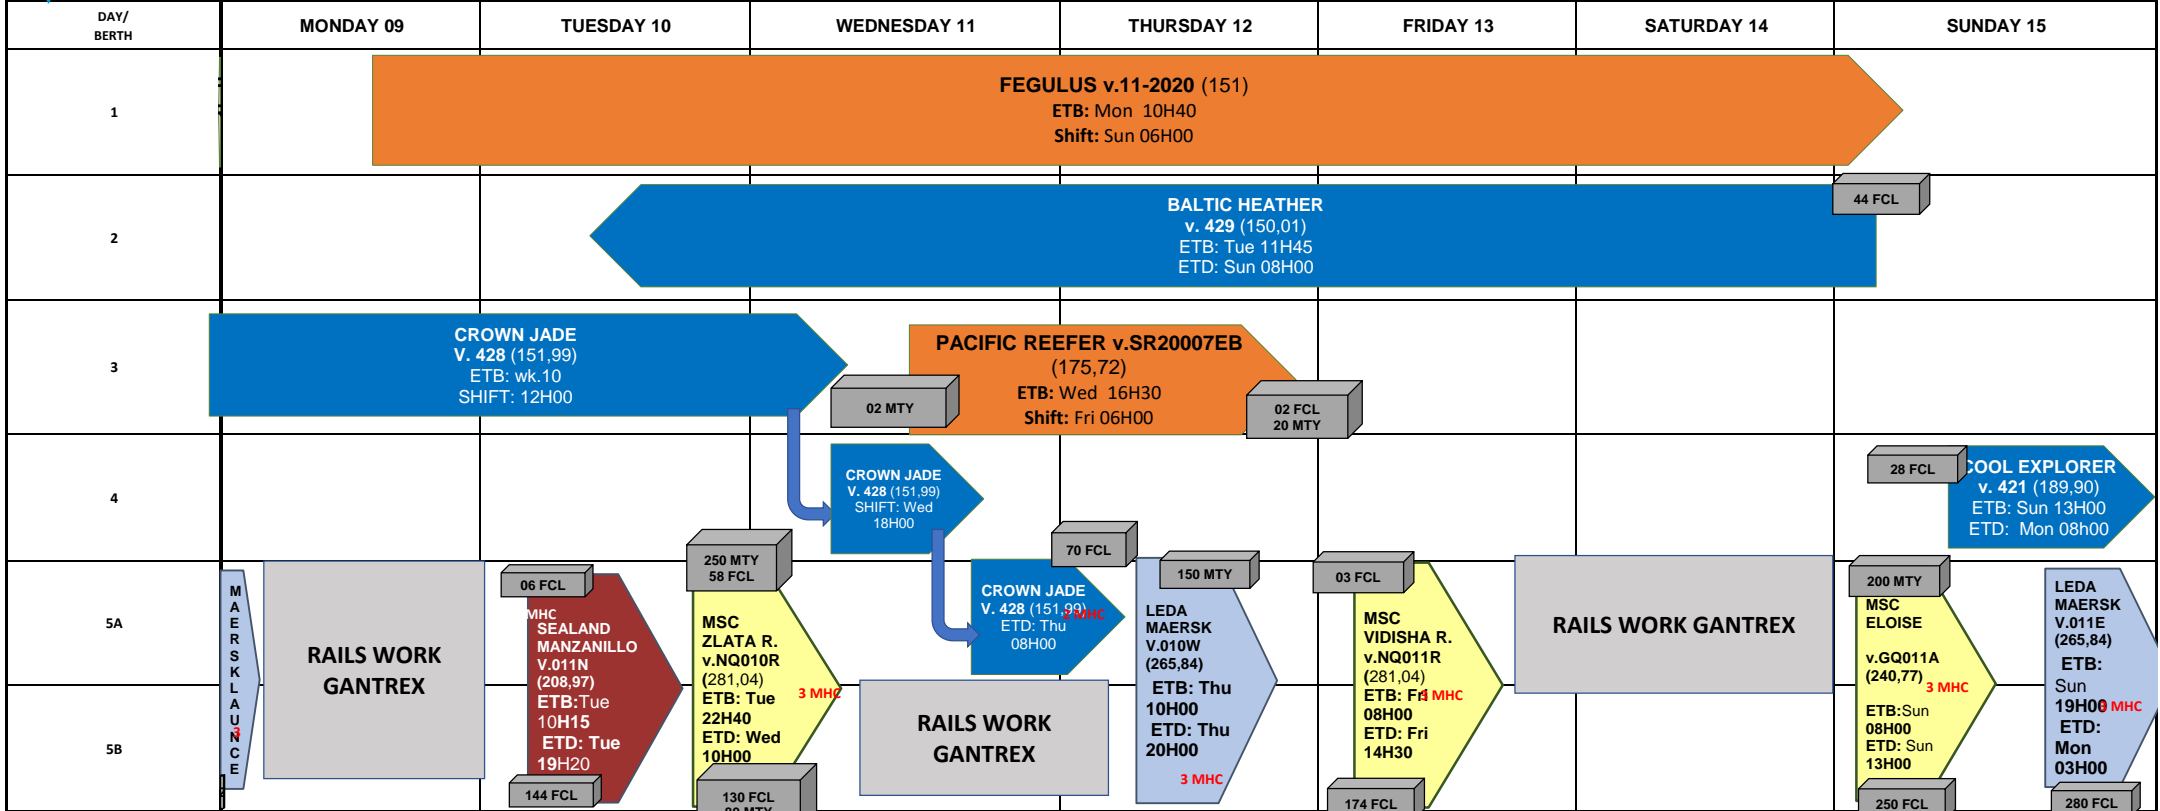 DAY/
BERTH
MONDAY 09
TUESDAY 10
WEDNESDAY 11
THURSDAY 12
FRIDAY 13
SATURDAY 14
SUNDAY 15
1
FEGULUS v.11-2020 (151)
ETB: Mon 10H40
Shift: Sun 06H00
2
BALTIC HEATHER
v. 429 (150,01)
ETB: Tue 11H45
ETD: Sun 08H00
44 FCL
3
CROWN JADE
V. 428 (151,99)
ETB: wk.10
SHIFT: 12H00
02 MTY
PACIFIC REEFER v.SR20007EB
(175,72)
ETB: Wed 16H30
Shift: Fri 06H00
02 FCL
20 MTY
4
CROWN JADE
V. 428 (151,99)
SHIFT: Wed
18H00
28 FCL
COOL EXPLORER
v. 421 (189,90)
ETB: Sun 13H00
ETD: Mon 08h00
5A
5B
MAERSK LAUNCE
3
RAILS WORK
GANTREX
06 FCL
MHC
SEALAND
MANZANILLO
V.011N
(208,97)
ETB:Tue
10H15
ETD: Tue
19H20
144 FCL
250 MTY
58 FCL
MSC
ZLATA R.
v.NQ010R
(281,04)
ETB: Tue
22H40
ETD: Wed
10H00
3 MHC
130 FCL
80 MTY
CROWN JADE
V. 428 (151,99)
ETD: Thu
08H00
MHC
RAILS WORK
GANTREX
70 FCL
150 MTY
LEDA
MAERSK
V.010W
(265,84)
ETB: Thu
10H00
ETD: Thu
20H00
3 MHC
03 FCL
MSC
VIDISHA R.
v.NQ011R
(281,04)
ETB: Fri
08H00
ETD: Fri
14H30
MHC
174 FCL
RAILS WORK GANTREX
200 MTY
MSC
ELOISE
v.GQ011A
(240,77)
ETB:Sun
08H00
ETD: Sun
13H00
3 MHC
250 FCL
LEDA
MAERSK
V.011E
(265,84)
ETB:
Sun
19H00
ETD:
Mon
03H00
MHC
280 FCL